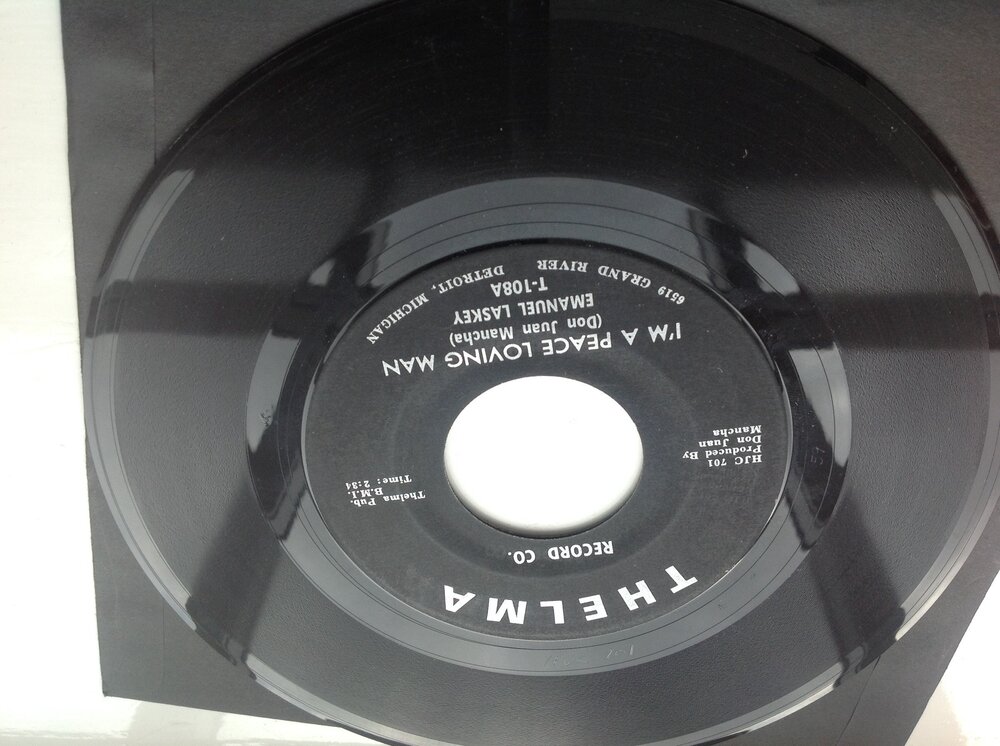 THELMA
RECORD CO.
HJC 701
Produced By
Don Juan
Mancha
Thelma Pub.
B.M.I.
Time: 2:34
I'M A PEACE LOVING MAN
(Don Juan Mancha)
EMANUEL LASKEY
T-108A
6519 GRAND RIVER DETROIT, MICHIGAN